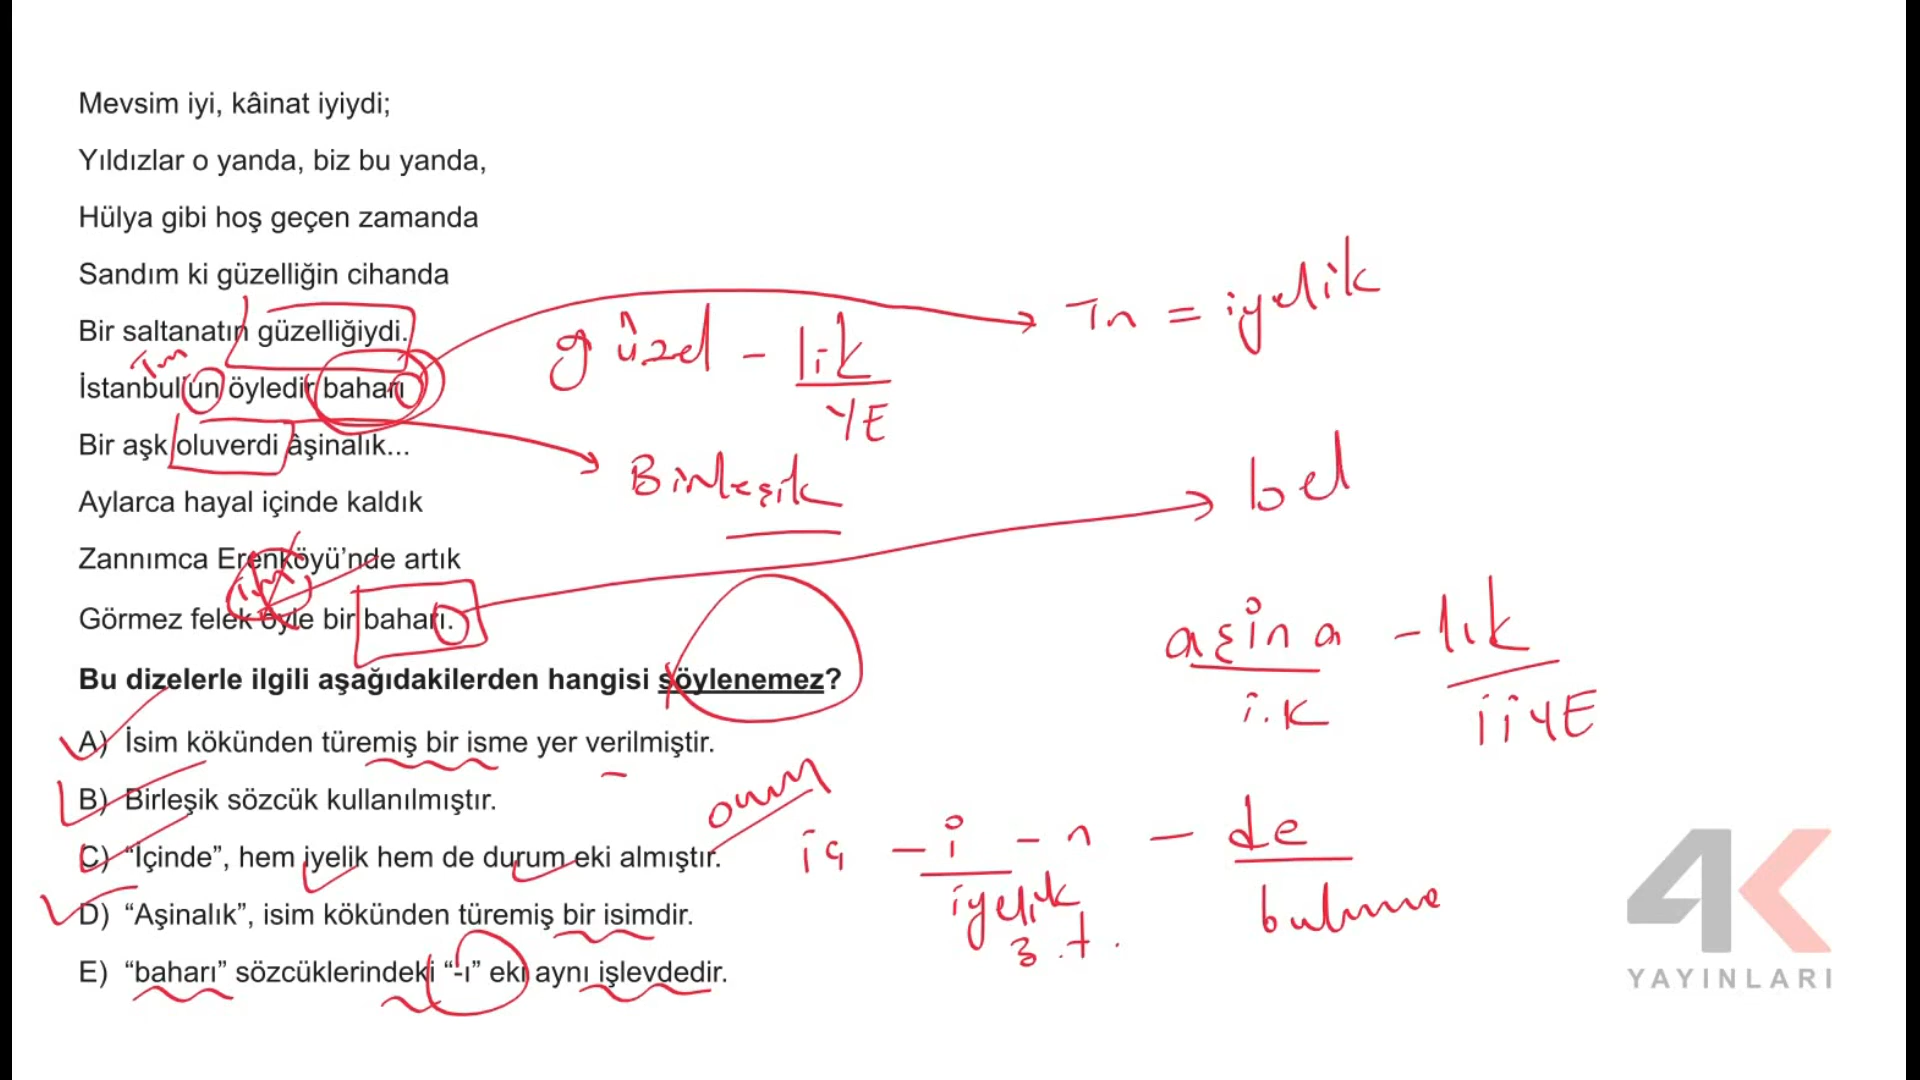 Mevsim iyi, kâinat iyiydi;
Yıldızlar o yanda, biz bu yanda,
Hülya gibi hoş geçen zamanda
Sandım ki güzelliğin cihanda
Bir saltanatın güzelliğiydi.
İstanbul'un öyledir baharı
Bir aşk oluverdi âşinalık...
Aylarca hayal içinde kaldık
Zannımca Erenköyü'nde artık
Görmez felek öyle bir baharı.
Bu dizelerle ilgili aşağıdakilerden hangisi söylenemez?
A) İsim kökünden türemiş bir isme yer verilmiştir.
B) Birleşik sözcük kullanılmıştır.
C) "İçinde", hem iyelik hem de durum eki almıştır.
D) "Aşinalık", isim kökünden türemiş bir isimdir.
E) "baharı" sözcüklerindeki "-ı" eki aynı işlevdedir.
Tn = iyelik
güzel - lik
YE
Birleşik
bel
aşina - lık
i.K
iiYE
onun
iç - i - n - de
iyelik
3.t.
bulunma
4K
YAYINLARI